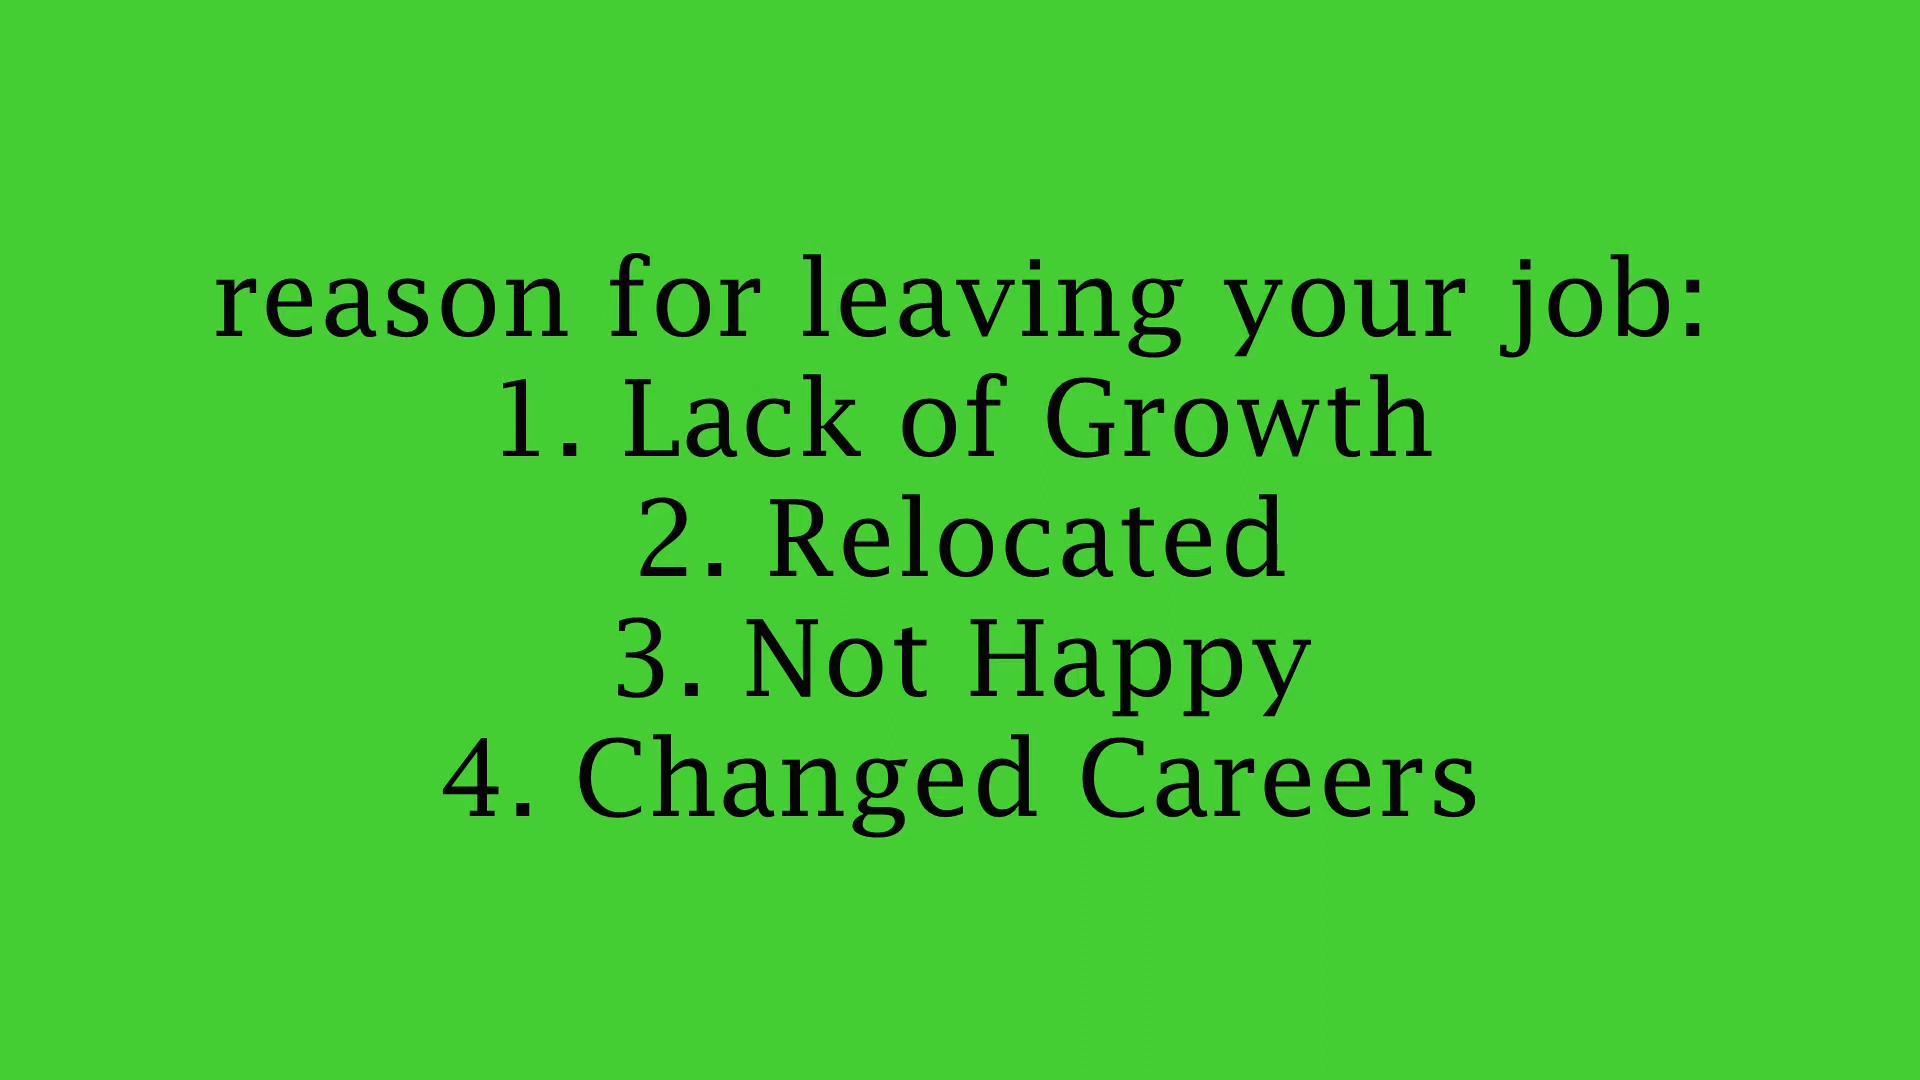 reason for leaving your job:
1. Lack of Growth
2. Relocated
3. Not Happy
4. Changed Careers